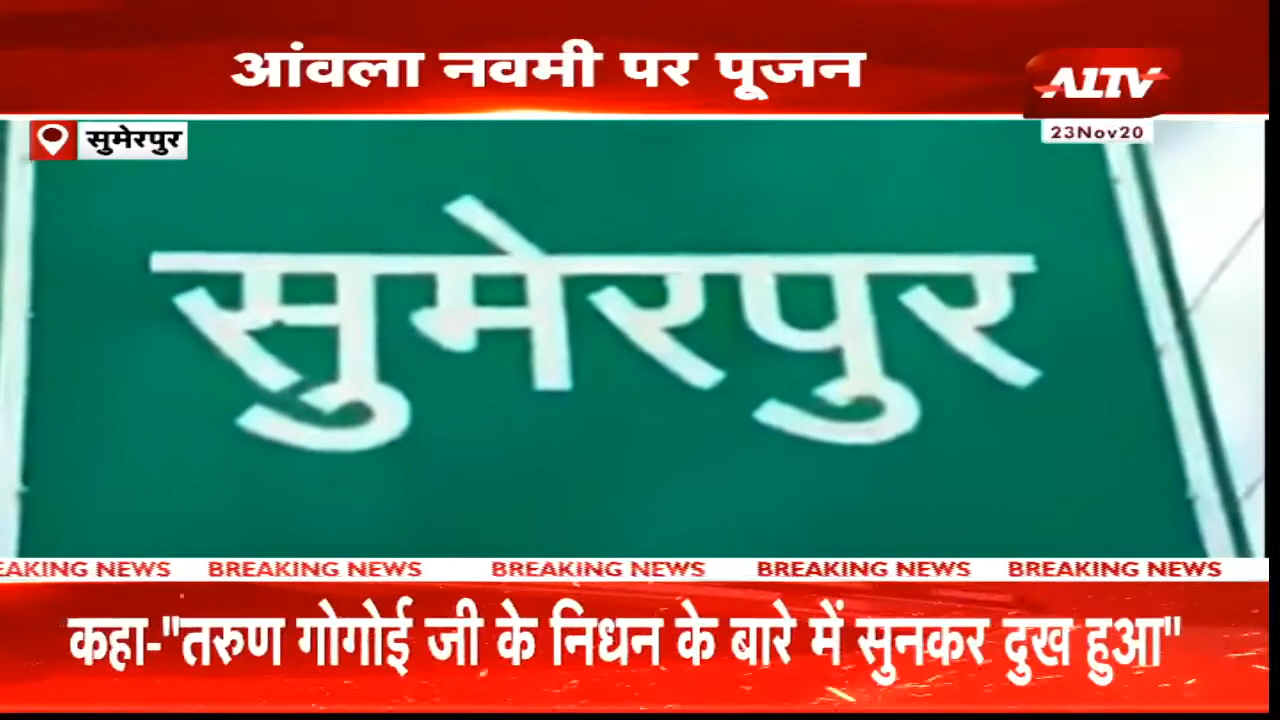 आंवला नवमी पर पूजन
ALTV
23Nov20
सुमेरपुर
सुमेरपुर
EAKING NEWS BREAKING NEWS BREAKING NEWS BREAKING NEWS BREAKING NEWS
कहा-"तरुण गोगोई जी के निधन के बारे में सुनकर दुख हुआ"